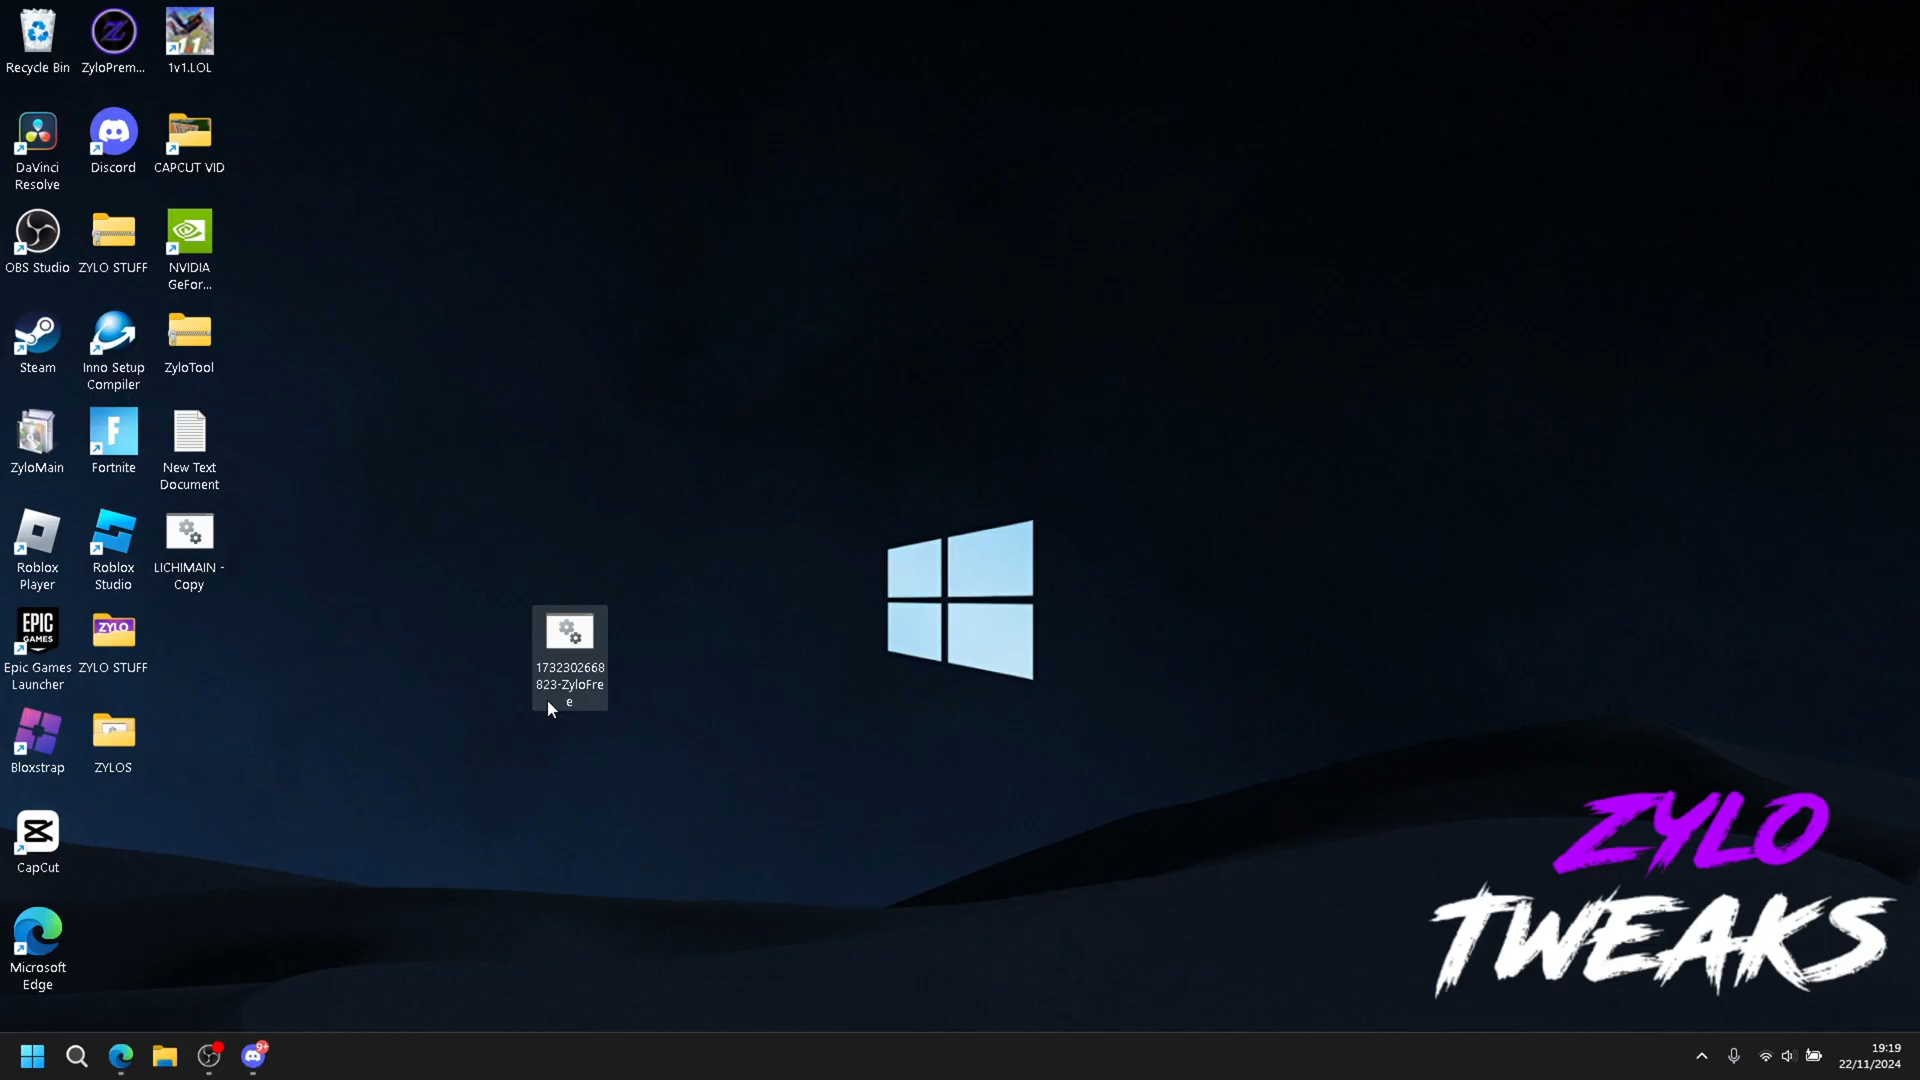 Recycle Bin
ZyloPrem...
1v1.LOL
DaVinci
Resolve
Discord
CAPCUT VID
OBS Studio
ZYLO STUFF
NVIDIA
GeFor...
Steam
Inno Setup
Compiler
ZyloTool
ZyloMain
F
Fortnite
New Text
Document
Roblox
Player
Roblox
Studio
LICHIMAIN -
Copy
EPIC
GAMES
Epic Games
Launcher
ZYLO
ZYLO STUFF
1732302668
823-ZyloFre
e
Bloxstrap
ZYLOS
CapCut
Microsoft
Edge
ZYLO
TWEAKS
9+
19:19
22/11/2024